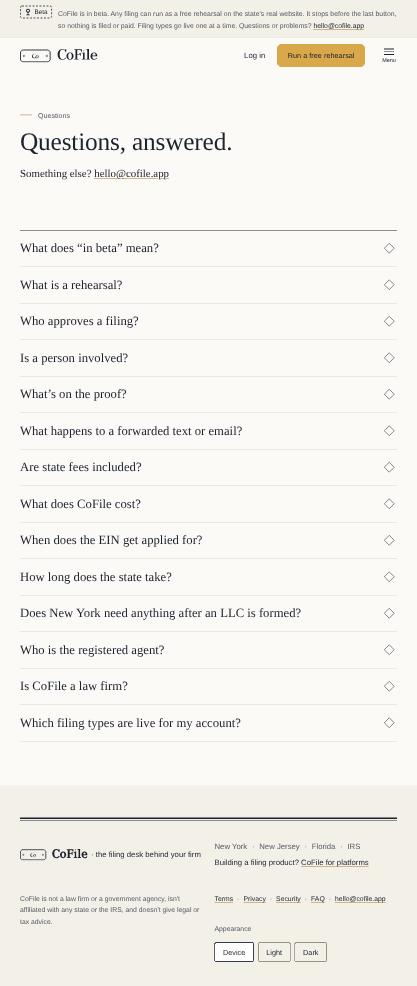 Beta
CoFile is in beta. Any filing can run as a free rehearsal on the state's real website. It stops before the last button,
so nothing is filed or paid. Filing types go live one at a time. Questions or problems? hello@cofile.app
Co CoFile
Log in
Run a free rehearsal
Menu
Questions
Questions, answered.
Something else? hello@cofile.app
What does “in beta” mean?
What is a rehearsal?
Who approves a filing?
Is a person involved?
What’s on the proof?
What happens to a forwarded text or email?
Are state fees included?
What does CoFile cost?
When does the EIN get applied for?
How long does the state take?
Does New York need anything after an LLC is formed?
Who is the registered agent?
Is CoFile a law firm?
Which filing types are live for my account?
Co CoFile · the filing desk behind your firm
New York · New Jersey · Florida · IRS
Building a filing product? CoFile for platforms
CoFile is not a law firm or a government agency, isn't
affiliated with any state or the IRS, and doesn't give legal or
tax advice.
Terms · Privacy · Security · FAQ · hello@cofile.app
Appearance
Device Light Dark